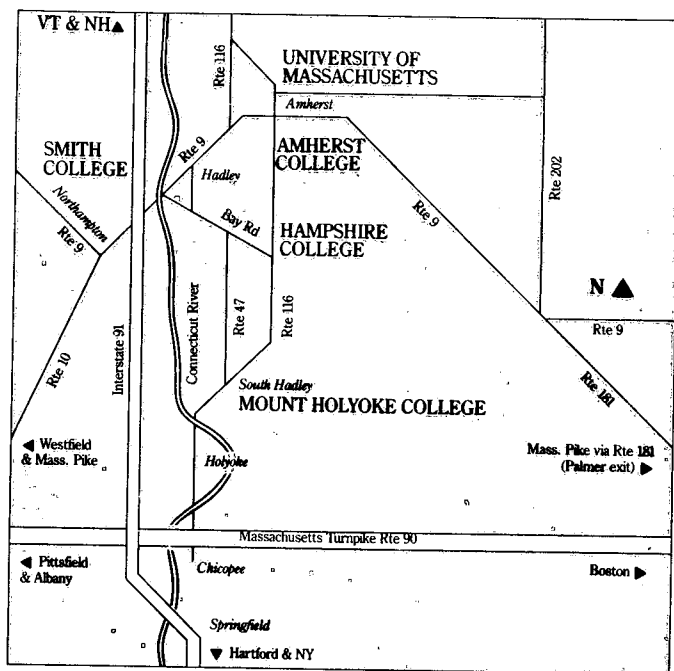 VT & NH
Rte 116
UNIVERSITY OF
MASSACHUSETTS
Amherst
SMITH
COLLEGE
Rte 9
AMHERST
COLLEGE
Hadley
Rte 202
Northampton
Rte 9
Bay Rd
HAMPSHIRE
COLLEGE
Rte 9
N
Connecticut River
Rte 47
Rte 116
Interstate 91
Rte 9
Rte 10
South Hadley
MOUNT HOLYOKE COLLEGE
Rte 181
Westfield
& Mass. Pike
Holyoke
Mass. Pike via Rte 181
(Palmer exit)
Massachusetts Turnpike Rte 90
Pittsfield
& Albany
Chicopee
Boston
Springfield
Hartford & NY